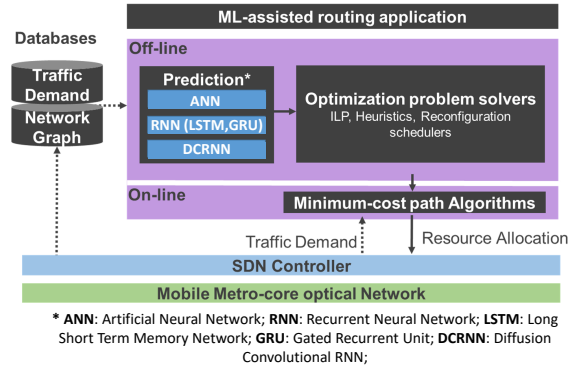 ML-assisted routing application
Databases
Off-line
Traffic
Demand
Network
Graph
Prediction*
ANN
RNN (LSTM,GRU)
DCRNN
Optimization problem solvers
ILP, Heuristics, Reconfiguration
schedulers
On-line
Minimum-cost path Algorithms
Traffic Demand
Resource Allocation
SDN Controller
Mobile Metro-core optical Network
* ANN: Artificial Neural Network; RNN: Recurrent Neural Network; LSTM: Long
Short Term Memory Network; GRU: Gated Recurrent Unit; DCRNN: Diffusion
Convolutional RNN;